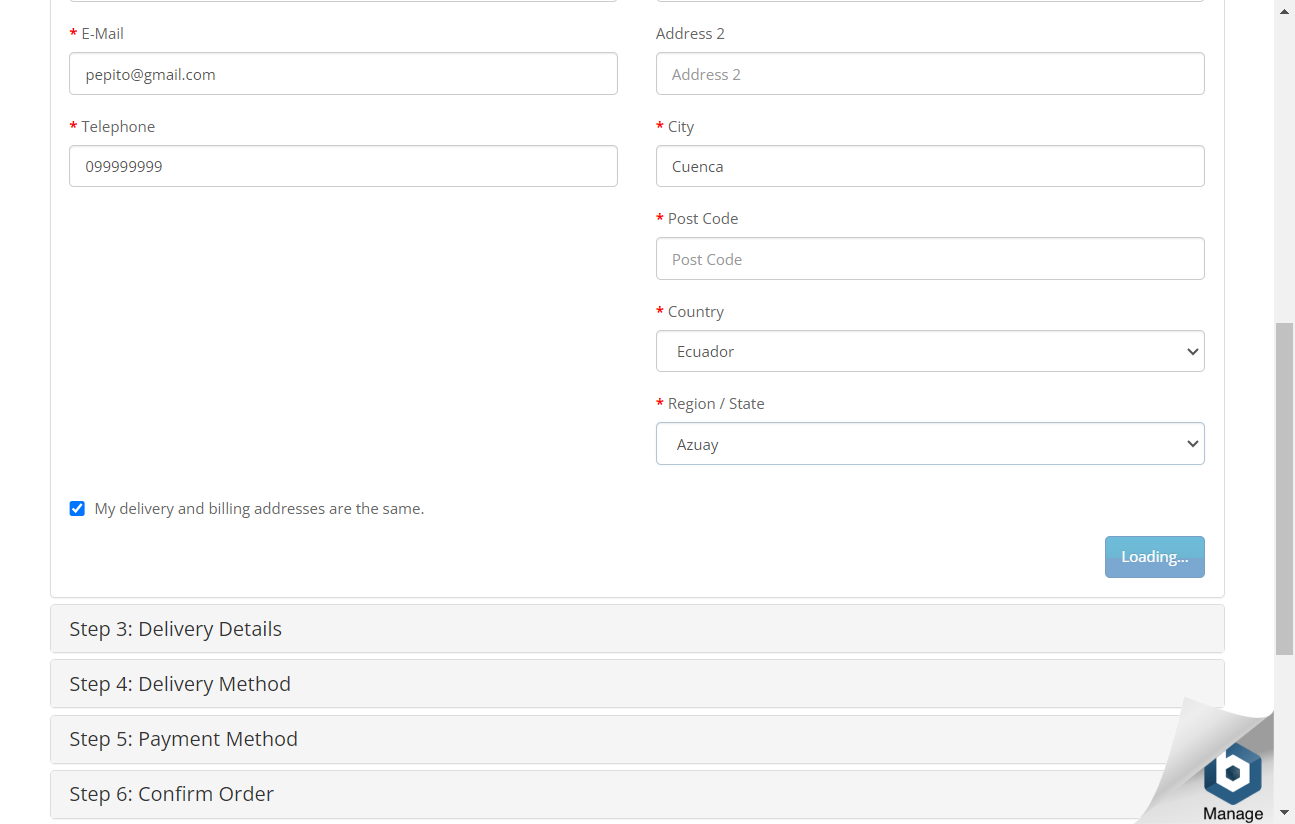 * E-Mail
pepito@gmail.com
* Telephone
099999999
Address 2
Address 2
* City
Cuenca
* Post Code
Post Code
* Country
Ecuador
* Region / State
Azuay
My delivery and billing addresses are the same.
Loading...
Step 3: Delivery Details
Step 4: Delivery Method
Step 5: Payment Method
Step 6: Confirm Order
Manage